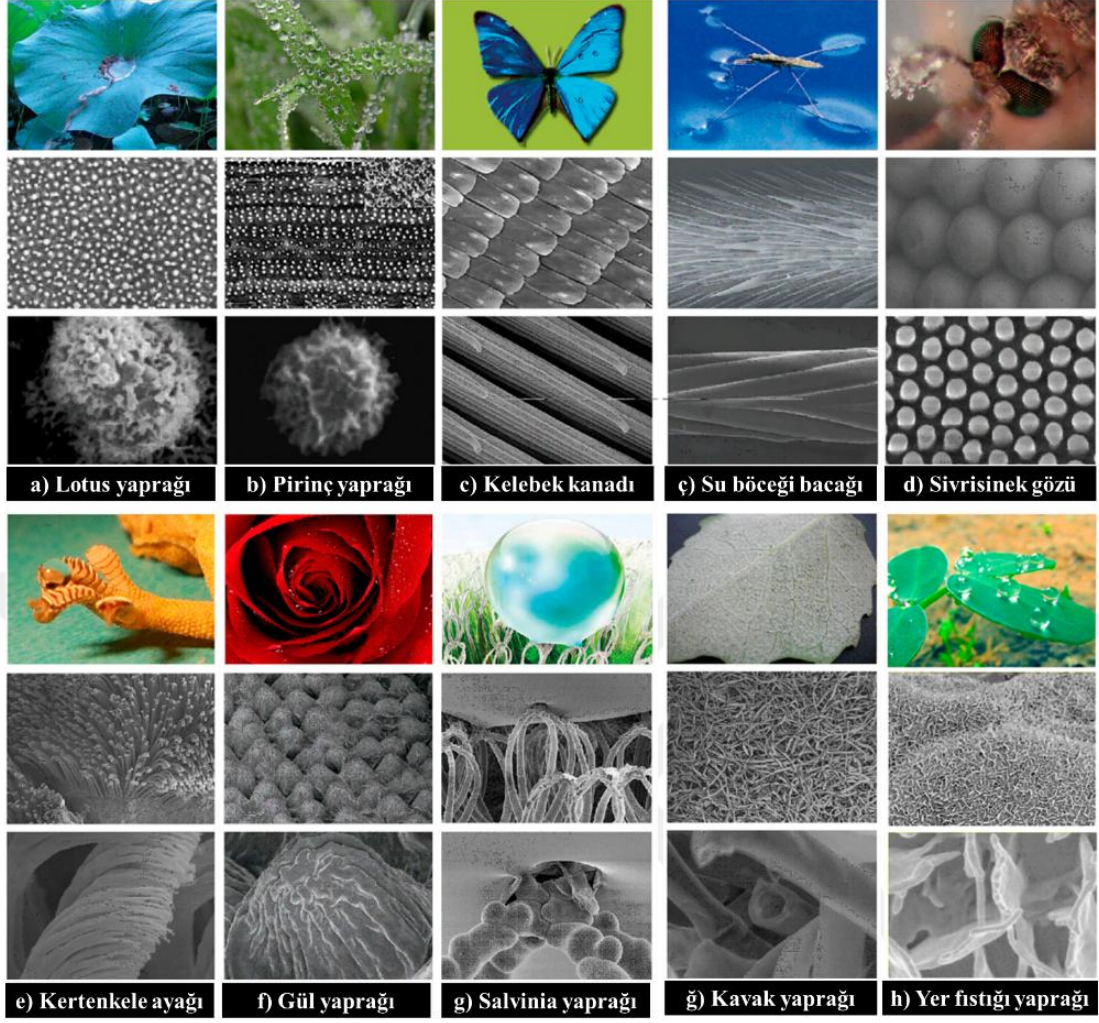 a) Lotus yaprağı
b) Pirinç yaprağı
c) Kelebek kanadı
ç) Su böceği bacağı
d) Sivrisinek gözü
e) Kertenkele ayağı
f) Gül yaprağı
g) Salvinia yaprağı
ğ) Kavak yaprağı
h) Yer fıstığı yaprağı